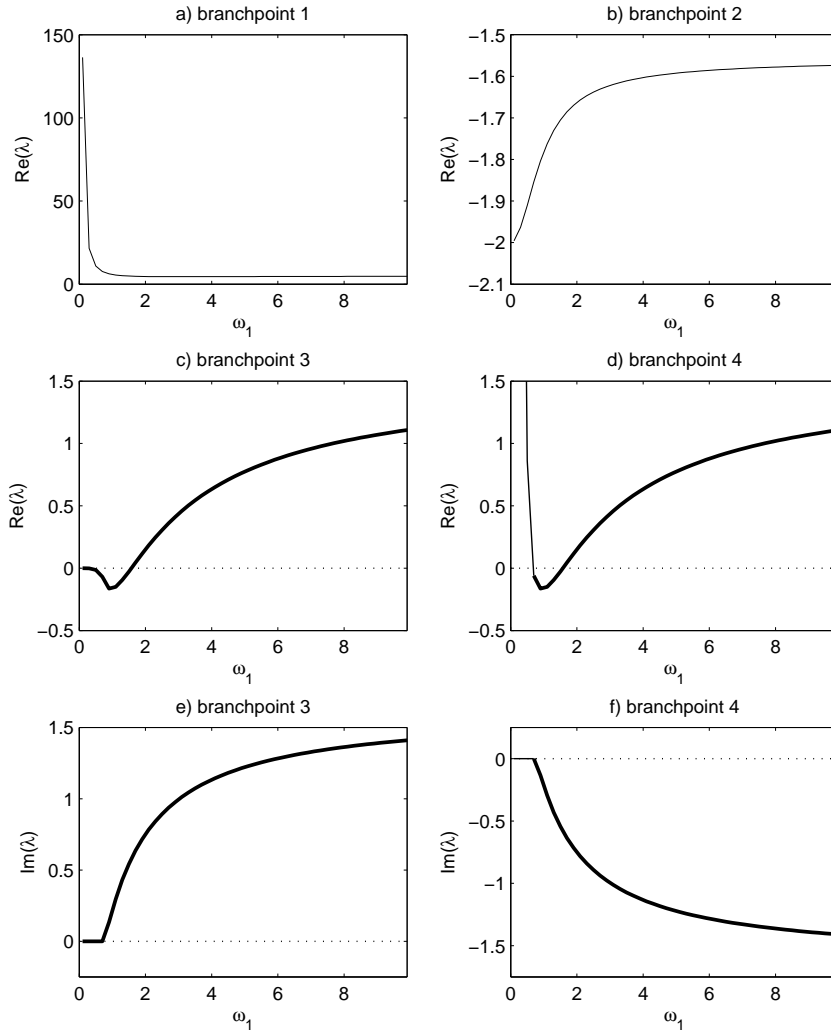 a) branchpoint 1
150
100
50
0
Re(λ)
0 2 4 6 8
ω1
b) branchpoint 2
−1.5
−1.6
−1.7
−1.8
−1.9
−2
−2.1
Re(λ)
0 2 4 6 8
ω1
c) branchpoint 3
1.5
1
0.5
0
−0.5
Re(λ)
0 2 4 6 8
ω1
d) branchpoint 4
1.5
1
0.5
0
−0.5
Re(λ)
0 2 4 6 8
ω1
e) branchpoint 3
1.5
1
0.5
0
Im(λ)
0 2 4 6 8
ω1
f) branchpoint 4
0
−0.5
−1
−1.5
Im(λ)
0 2 4 6 8
ω1